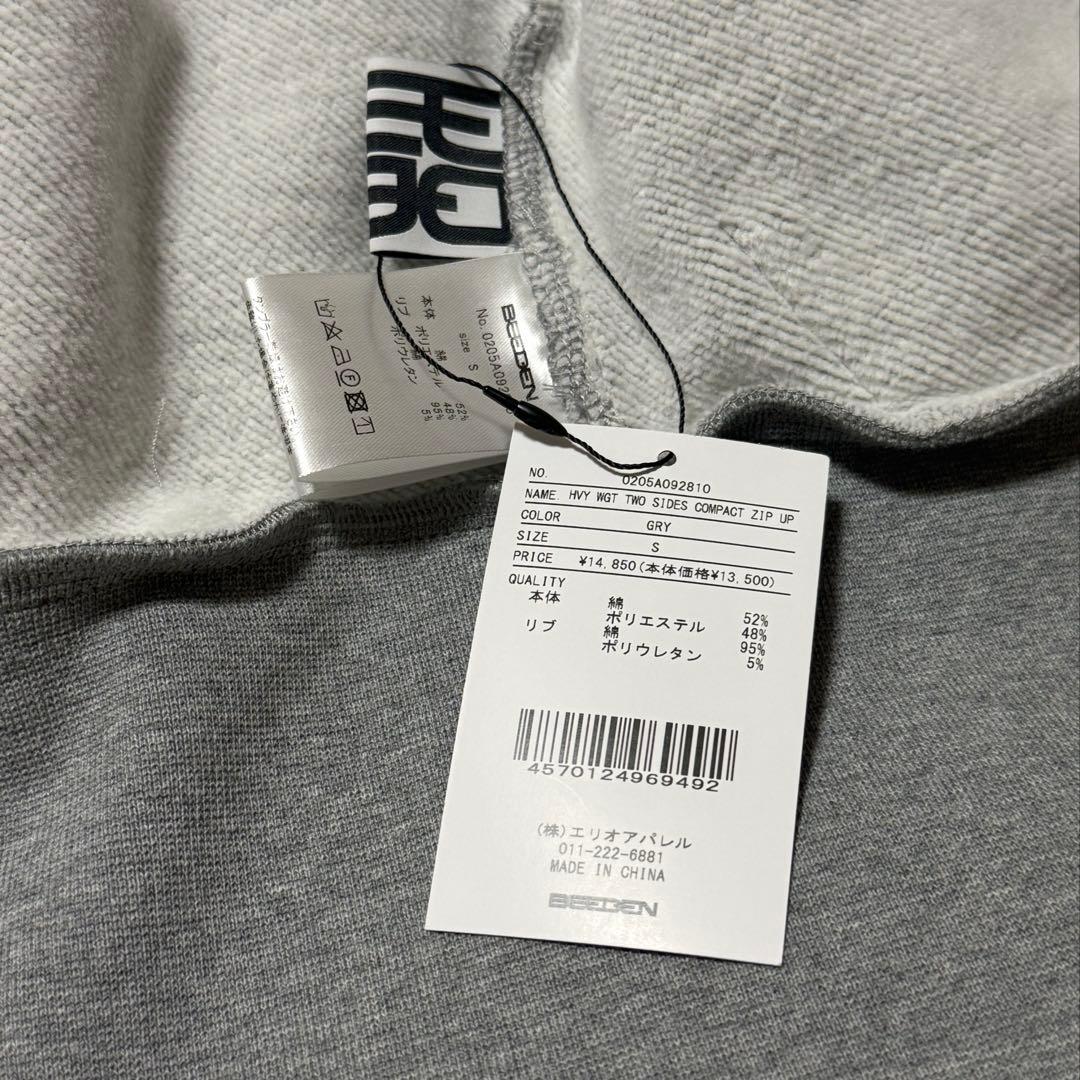 BEEDEN
No. 0205A092810
size S
本体 綿 52%
ポリエステル 48%
リブ 綿 95%
ポリウレタン 5%
NO. 0205A092810
NAME. HVY WGT TWO SIDES COMPACT ZIP UP
COLOR GRY
SIZE S
PRICE ¥14,850(本体価格¥13,500)
QUALITY
本体 綿 52%
ポリエステル 48%
リブ 綿 95%
ポリウレタン 5%
4570124969492
(株)エリオアパレル
011-222-6881
MADE IN CHINA
BEEDEN